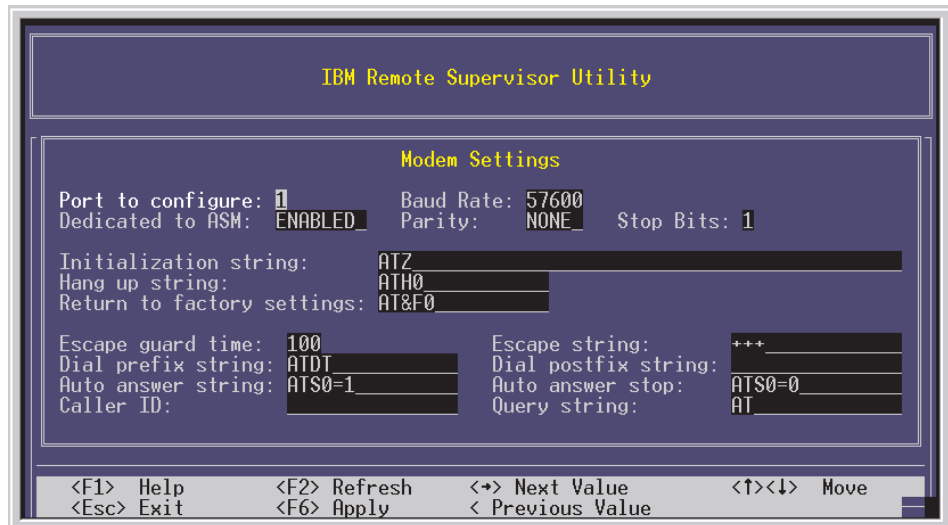 IBM Remote Supervisor Utility
Modem Settings
Port to configure: 1 Baud Rate: 57600
Dedicated to ASM: ENABLED_ Parity: NONE_ Stop Bits: 1
Initialization string: ATZ
Hang up string: ATH0
Return to factory settings: AT&F0
Escape guard time: 100 Escape string: +++
Dial prefix string: ATDT Dial postfix string:
Auto answer string: ATS0=1 Auto answer stop: ATS0=0
Caller ID: Query string: AT
<F1> Help <F2> Refresh <→> Next Value <↑><↓> Move
<Esc> Exit <F6> Apply < Previous Value